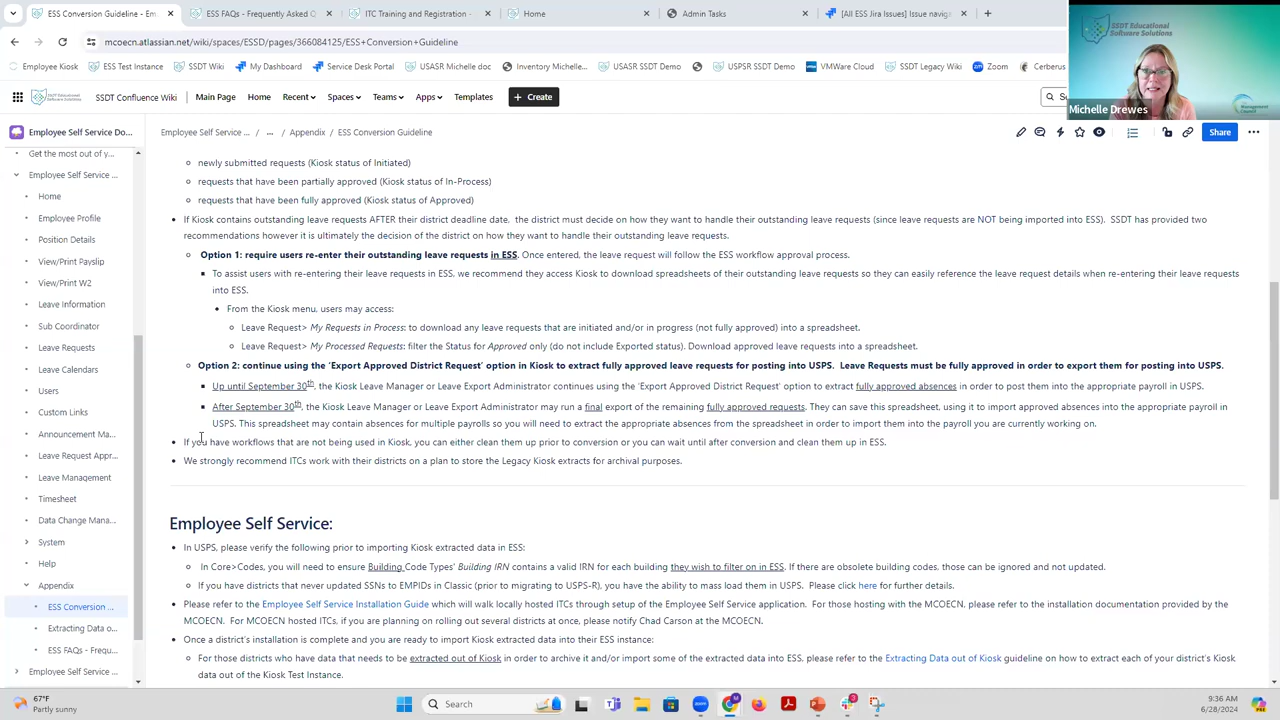 ESS Conversion Guideline - Em...
ESS FAQs - Frequently Asked Q
ITC Training and Registration -
Home
Admin Tasks
[All ESS Jira Issues] Issue navig
mcoecn.atlassian.net/wiki/spaces/ESSD/pages/366084125/ESS+Conversion+Guideline
Employee Kiosk
ESS Test Instance
SSDT Wiki
My Dashboard
Service Desk Portal
USASR Michelle doc
Inventory Michelle...
USASR SSDT Demo
USPSR SSDT Demo
VMWare Cloud
SSDT Legacy Wiki
Zoom
Cerberus
SSDT Educational
Software Solutions
Management
Council
Michelle Drewes
SSDT Confluence Wiki
Main Page
Home
Recent
Spaces
Teams
Apps
Templates
+ Create
Employee Self Service Do...
Employee Self Service ... / ... / Appendix / ESS Conversion Guideline
Share
Get the most out of y...
Employee Self Service ...
Home
Employee Profile
Position Details
View/Print Payslip
View/Print W2
Leave Information
Sub Coordinator
Leave Requests
Leave Calendars
Users
Custom Links
Announcement Ma...
Leave Request Appr...
Leave Management
Timesheet
Data Change Mana...
System
Help
Appendix
ESS Conversion ...
Extracting Data o...
ESS FAQs - Frequ...
Employee Self Service ...
newly submitted requests (Kiosk status of Initiated)
requests that have been partially approved (Kiosk status of In-Process)
requests that have been fully approved (Kiosk status of Approved)
If Kiosk contains outstanding leave requests AFTER their district deadline date, the district must decide on how they want to handle their outstanding leave requests (since leave requests are NOT being imported into ESS). SSDT has provided two
recommendations however it is ultimately the decision of the district on how they want to handle their outstanding leave requests.
Option 1: require users re-enter their outstanding leave requests in ESS. Once entered, the leave request will follow the ESS workflow approval process.
To assist users with re-entering their leave requests in ESS, we recommend they access Kiosk to download spreadsheets of their outstanding leave requests so they can easily reference the leave request details when re-entering their leave requests
into ESS.
From the Kiosk menu, users may access:
Leave Request> My Requests in Process: to download any leave requests that are initiated and/or in progress (not fully approved) into a spreadsheet.
Leave Request> My Processed Requests: filter the Status for Approved only (do not include Exported status). Download approved leave requests into a spreadsheet.
Option 2: continue using the 'Export Approved District Request' option in Kiosk to extract fully approved leave requests for posting into USPS. Leave Requests must be fully approved in order to export them for posting into USPS.
Up until September 30th, the Kiosk Leave Manager or Leave Export Administrator continues using the 'Export Approved District Request' option to extract fully approved absences in order to post them into the appropriate payroll in USPS.
After September 30th, the Kiosk Leave Manager or Leave Export Administrator may run a final export of the remaining fully approved requests. They can save this spreadsheet, using it to import approved absences into the appropriate payroll in
USPS. This spreadsheet may contain absences for multiple payrolls so you will need to extract the appropriate absences from the spreadsheet in order to import them into the payroll you are currently working on.
If you have workflows that are not being used in Kiosk, you can either clean them up prior to conversion or you can wait until after conversion and clean them up in ESS.
We strongly recommend ITCs work with their districts on a plan to store the Legacy Kiosk extracts for archival purposes.
Employee Self Service:
In USPS, please verify the following prior to importing Kiosk extracted data in ESS:
In Core>Codes, you will need to ensure Building Code Types' Building IRN contains a valid IRN for each building they wish to filter on in ESS. If there are obsolete building codes, those can be ignored and not updated.
If you have districts that never updated SSNs to EMPIDs in Classic (prior to migrating to USPS-R), you have the ability to mass load them in USPS. Please click here for further details.
Please refer to the Employee Self Service Installation Guide which will walk locally hosted ITCs through setup of the Employee Self Service application. For those hosting with the MCOECN, please refer to the installation documentation provided by the
MCOECN. For MCOECN hosted ITCs, if you are planning on rolling out several districts at once, please notify Chad Carson at the MCOECN.
Once a district's installation is complete and you are ready to import Kiosk extracted data into their ESS instance:
For those districts who have data that needs to be extracted out of Kiosk in order to archive it and/or import some of the extracted data into ESS, please refer to the Extracting Data out of Kiosk guideline on how to extract each of your district's Kiosk
data out of the Kiosk Test Instance.
67°F
Partly sunny
Search
9:36 AM
6/28/2024